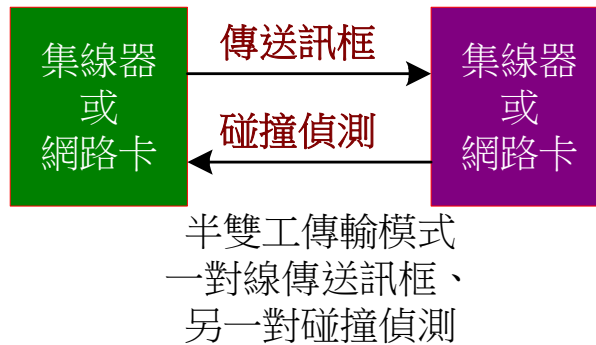 集線器
或
網路卡
傳送訊框
碰撞偵測
集線器
或
網路卡
半雙工傳輸模式
一對線傳送訊框、
另一對碰撞偵測